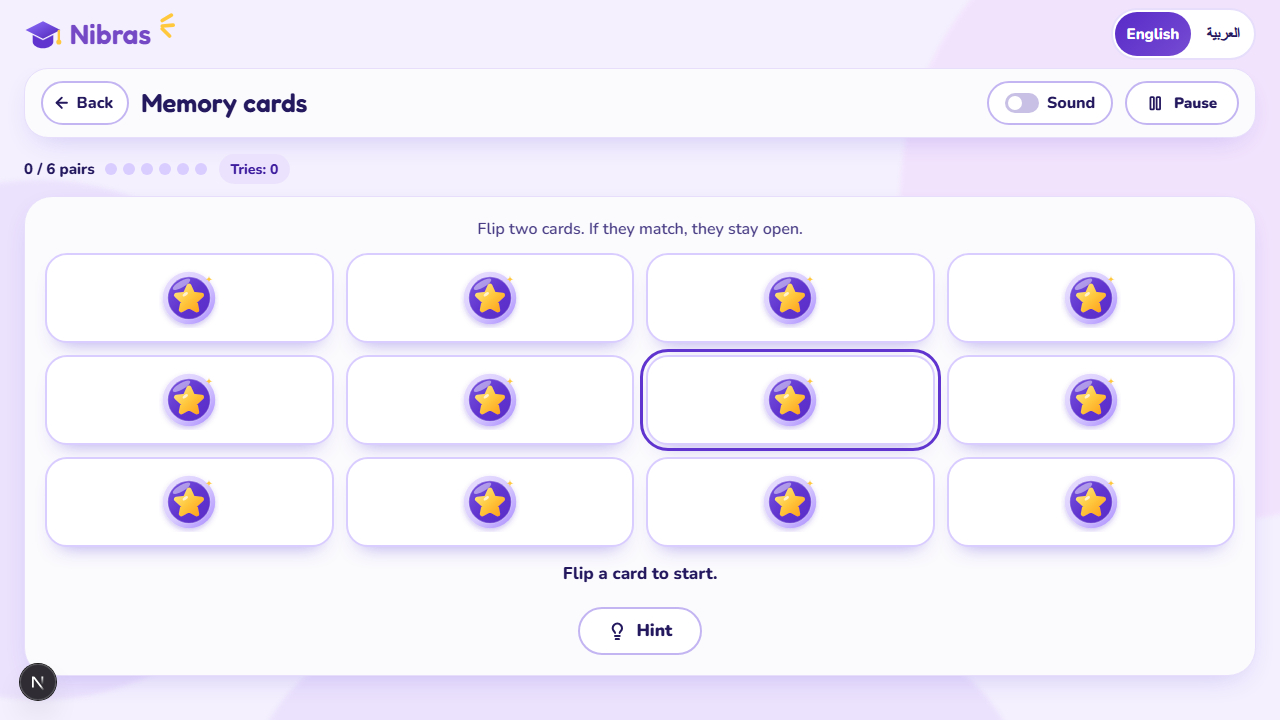 Nibras
English
العربية
Back
Memory cards
Sound
Pause
0 / 6 pairs
Tries: 0
Flip two cards. If they match, they stay open.
Flip a card to start.
Hint
N